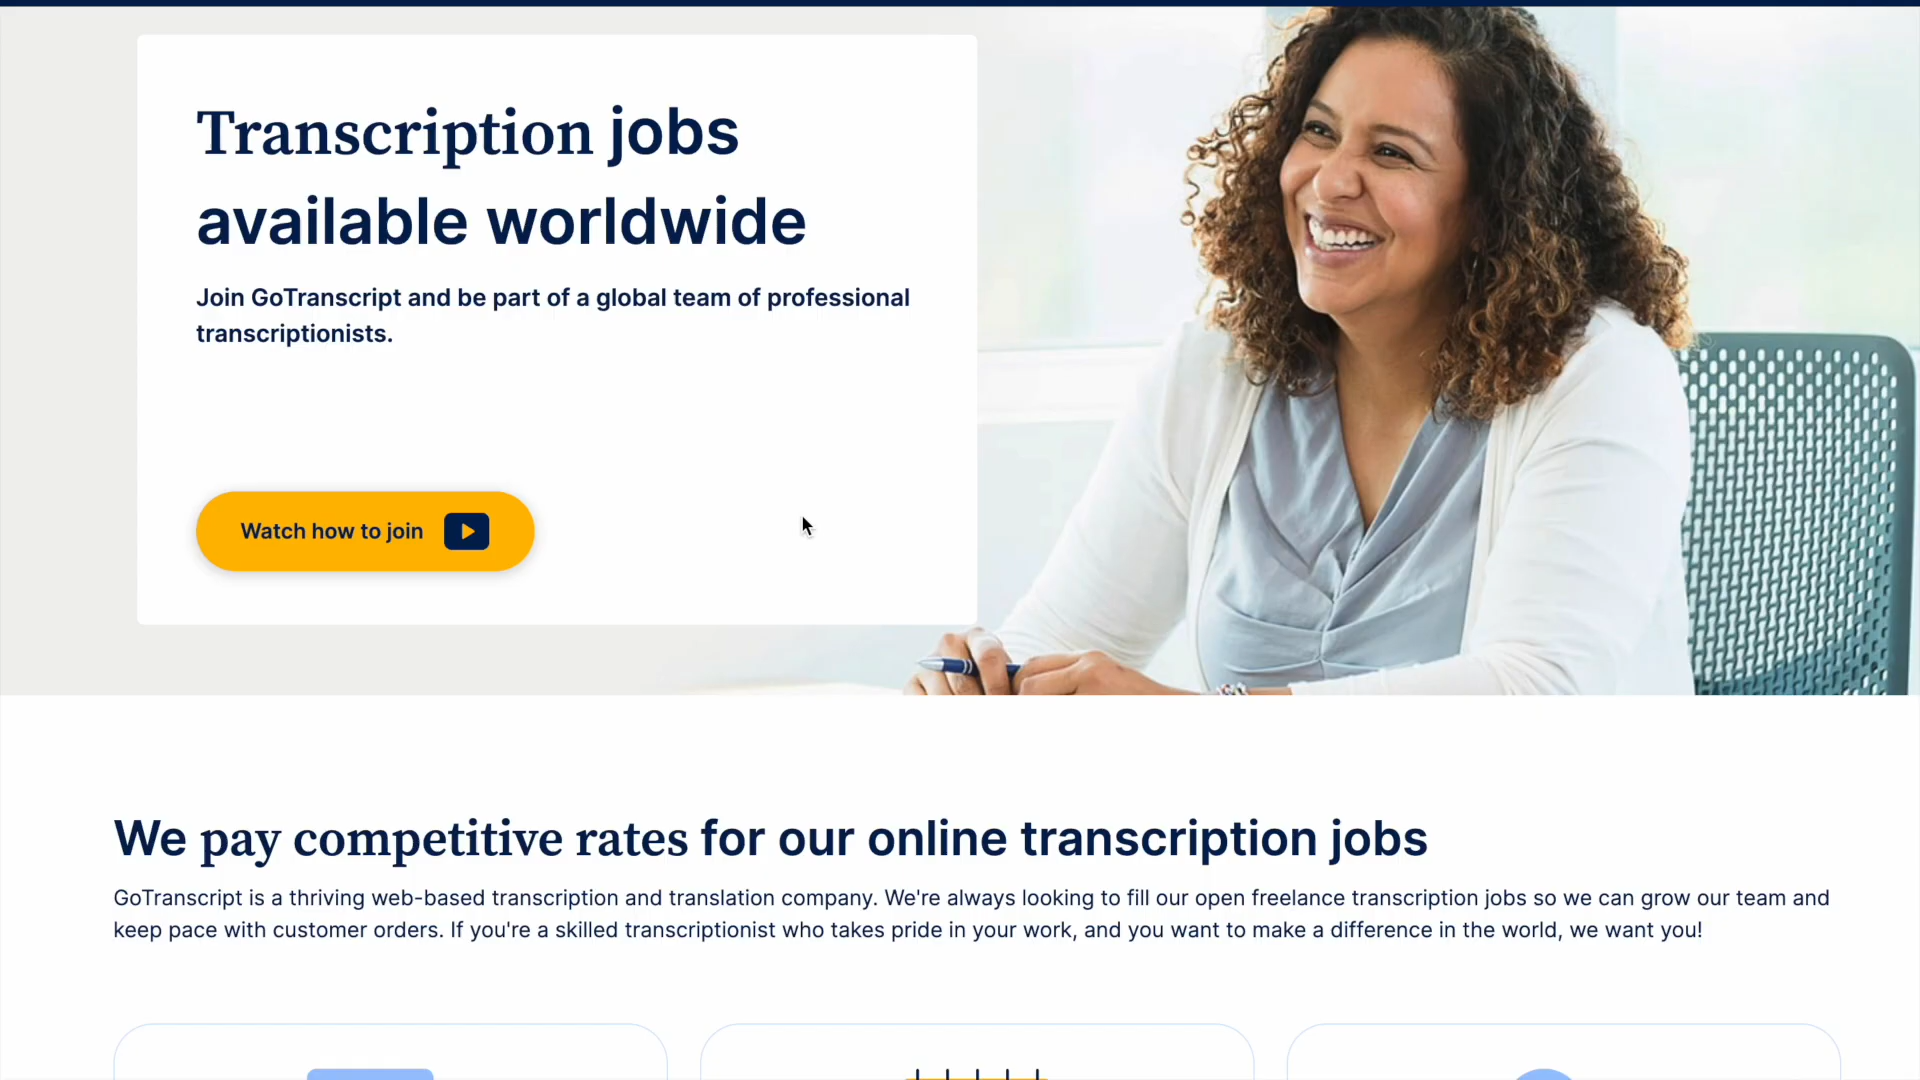 Transcription jobs
available worldwide
Join GoTranscript and be part of a global team of professional
transcriptionists.
Watch how to join
We pay competitive rates for our online transcription jobs
GoTranscript is a thriving web-based transcription and translation company. We're always looking to fill our open freelance transcription jobs so we can grow our team and
keep pace with customer orders. If you're a skilled transcriptionist who takes pride in your work, and you want to make a difference in the world, we want you!